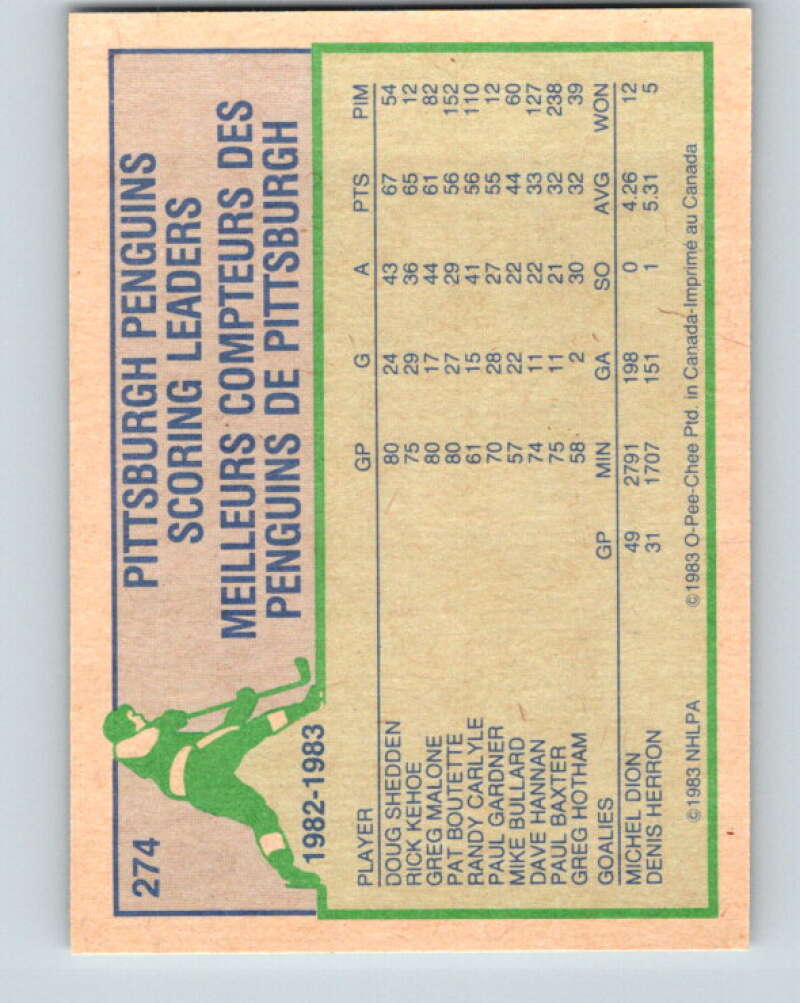 274
PITTSBURGH PENGUINS
SCORING LEADERS
MEILLEURS COMPTEURS DES
PENGUINS DE PITTSBURGH
1982-1983
PLAYER GP G A PTS PIM
DOUG SHEDDEN 80 24 43 67 54
RICK KEHOE 75 29 36 65 12
GREG MALONE 80 17 44 61 82
PAT BOUTETTE 80 27 29 56 152
RANDY CARLYLE 61 15 41 56 110
PAUL GARDNER 70 28 27 55 12
MIKE BULLARD 57 22 22 44 60
DAVE HANNAN 74 11 22 33 127
PAUL BAXTER 75 11 21 32 238
GREG HOTHAM 58 2 30 32 39
GOALIES GP MIN GA SO AVG WON
MICHEL DION 49 2791 198 0 4.26 12
DENIS HERRON 31 1707 151 1 5.31 5
©1983 NHLPA ©1983 O-Pee-Chee Ptd. in Canada-Imprimé au Canada